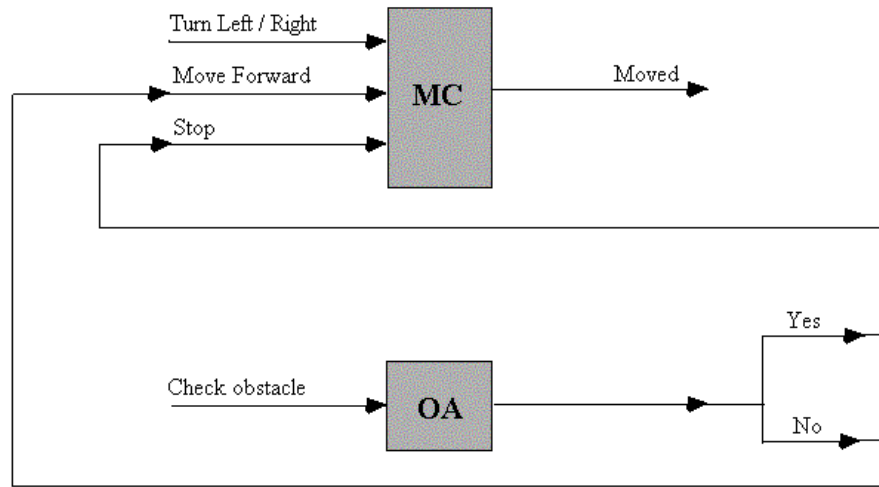 Turn Left / Right
Move Forward
Stop
MC
Moved
Check obstacle
OA
Yes
No